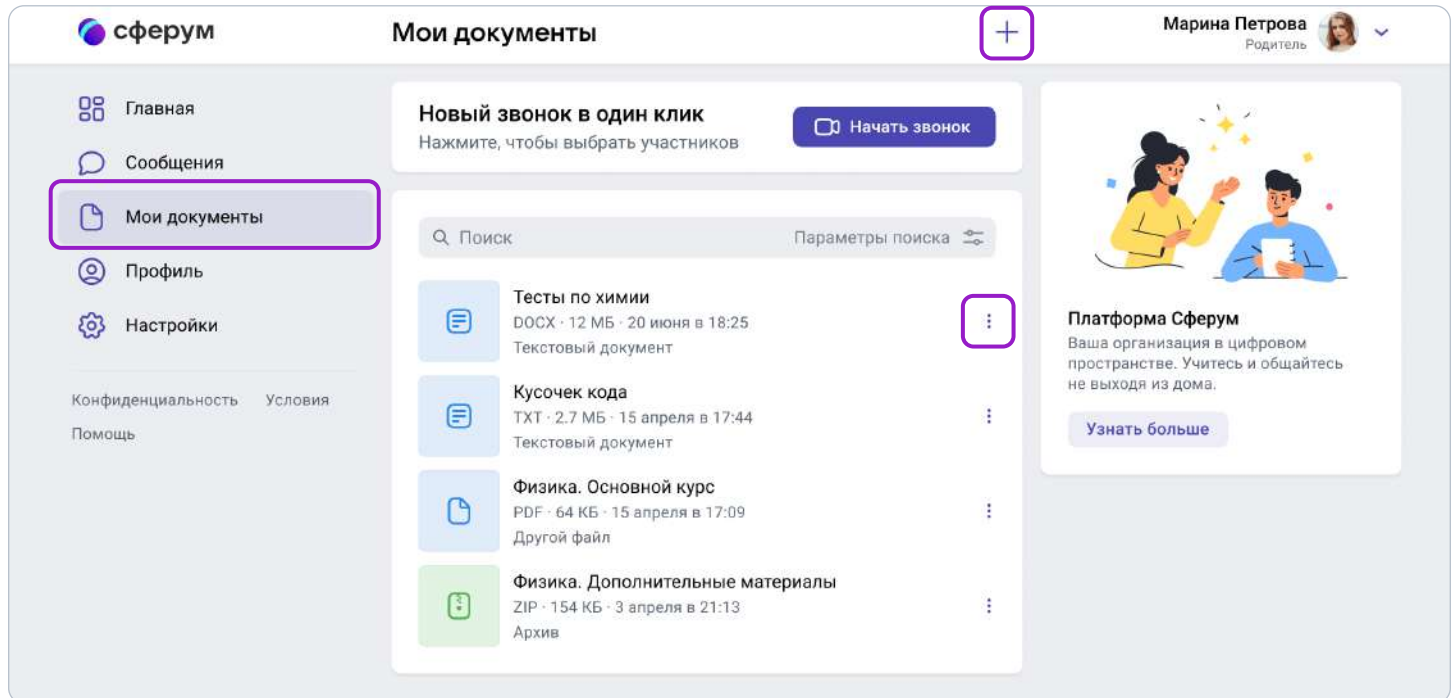 сферум
Мои документы
Марина Петрова
Родитель
Главная
Сообщения
Мои документы
Профиль
Настройки
Конфиденциальность Условия
Помощь
Новый звонок в один клик
Нажмите, чтобы выбрать участников
Начать звонок
Поиск
Параметры поиска
Тесты по химии
DOCX · 12 МБ · 20 июня в 18:25
Текстовый документ
Кусочек кода
TXT · 2.7 МБ · 15 апреля в 17:44
Текстовый документ
Физика. Основной курс
PDF · 64 КБ · 15 апреля в 17:09
Другой файл
Физика. Дополнительные материалы
ZIP · 154 КБ · 3 апреля в 21:13
Архив
Платформа Сферум
Ваша организация в цифровом
пространстве. Учитесь и общайтесь
не выходя из дома.
Узнать больше